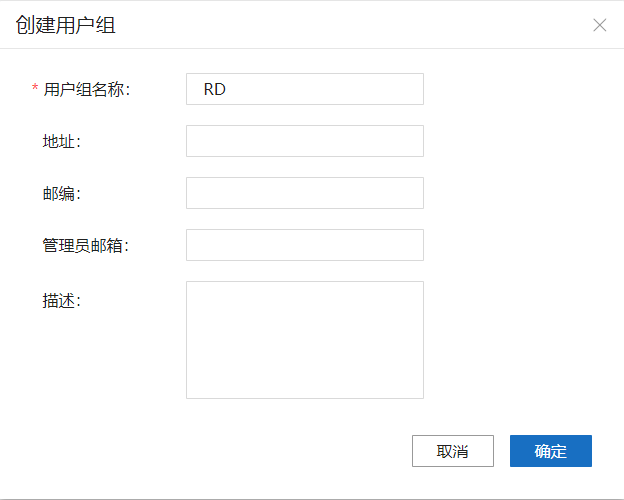 创建用户组
* 用户组名称： RD
地址：
邮编：
管理员邮箱：
描述：
取消 确定